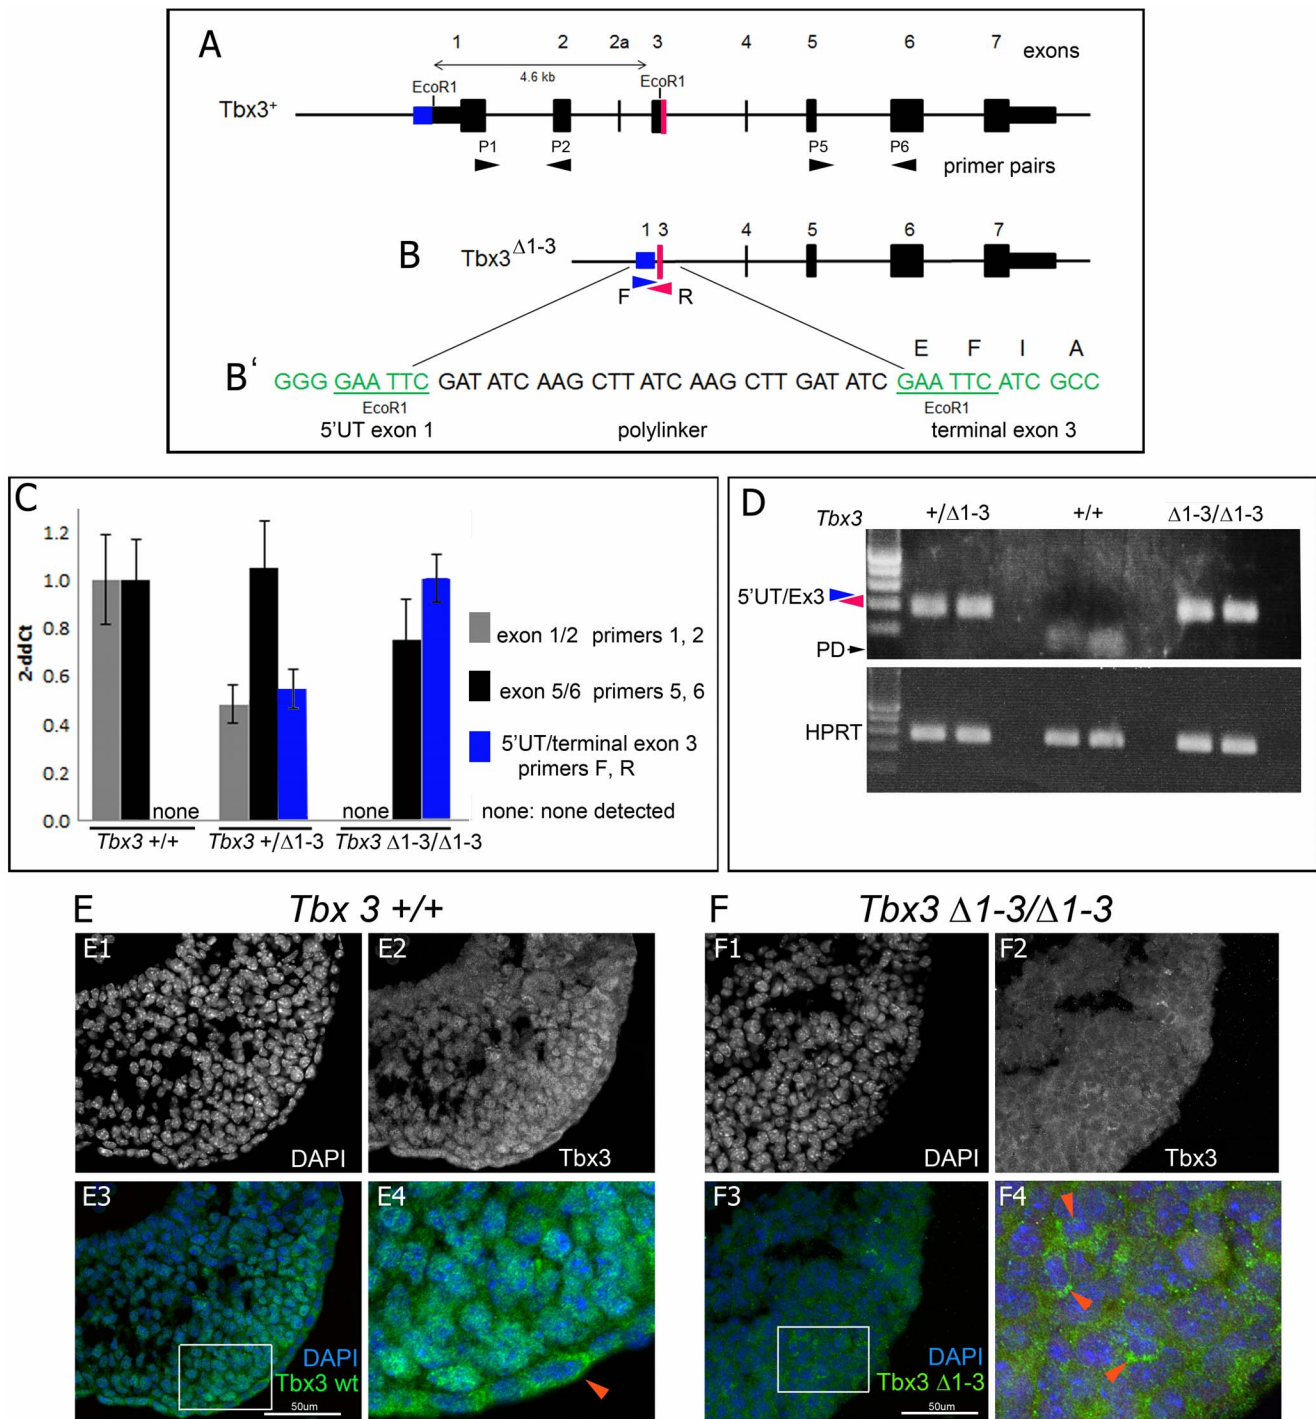 A
1 2 2a 3 4 5 6 7 exons
4.6 kb
EcoR1 EcoR1
Tbx3+
P1 P2 P5 P6
primer pairs
B
Tbx3Δ1-3
1 3 4 5 6 7
F R
E F I A
B'
GGG GAA TTC GAT ATC AAG CTT ATC AAG CTT GAT ATC GAA TTC ATC GCC
EcoR1 EcoR1
5'UT exon 1 polylinker terminal exon 3
C
2-ddCt
1.2
1.0
0.8
0.6
0.4
0.2
0.0
none
none
Tbx3 +/+ Tbx3 +/Δ1-3 Tbx3 Δ1-3/Δ1-3
exon 1/2 primers 1, 2
exon 5/6 primers 5, 6
5'UT/terminal exon 3
primers F, R
none: none detected
D
Tbx3 +/Δ1-3 +/+ Δ1-3/Δ1-3
5'UT/Ex3
PD
HPRT
E Tbx 3 +/+
E1
DAPI
E2
Tbx3
E3
DAPI
Tbx3 wt
50um
E4
F Tbx3 Δ1-3/Δ1-3
F1
DAPI
F2
Tbx3
F3
DAPI
Tbx3 Δ1-3
50um
F4